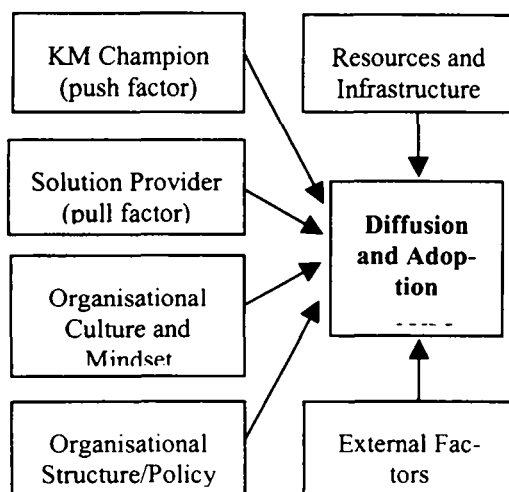 KM Champion
(push factor)
Resources and
Infrastructure
Solution Provider
(pull factor)
Diffusion
and Adop-
tion
Organisational
Culture and
Mindset
Organisational
Structure/Policy
External Fac-
tors